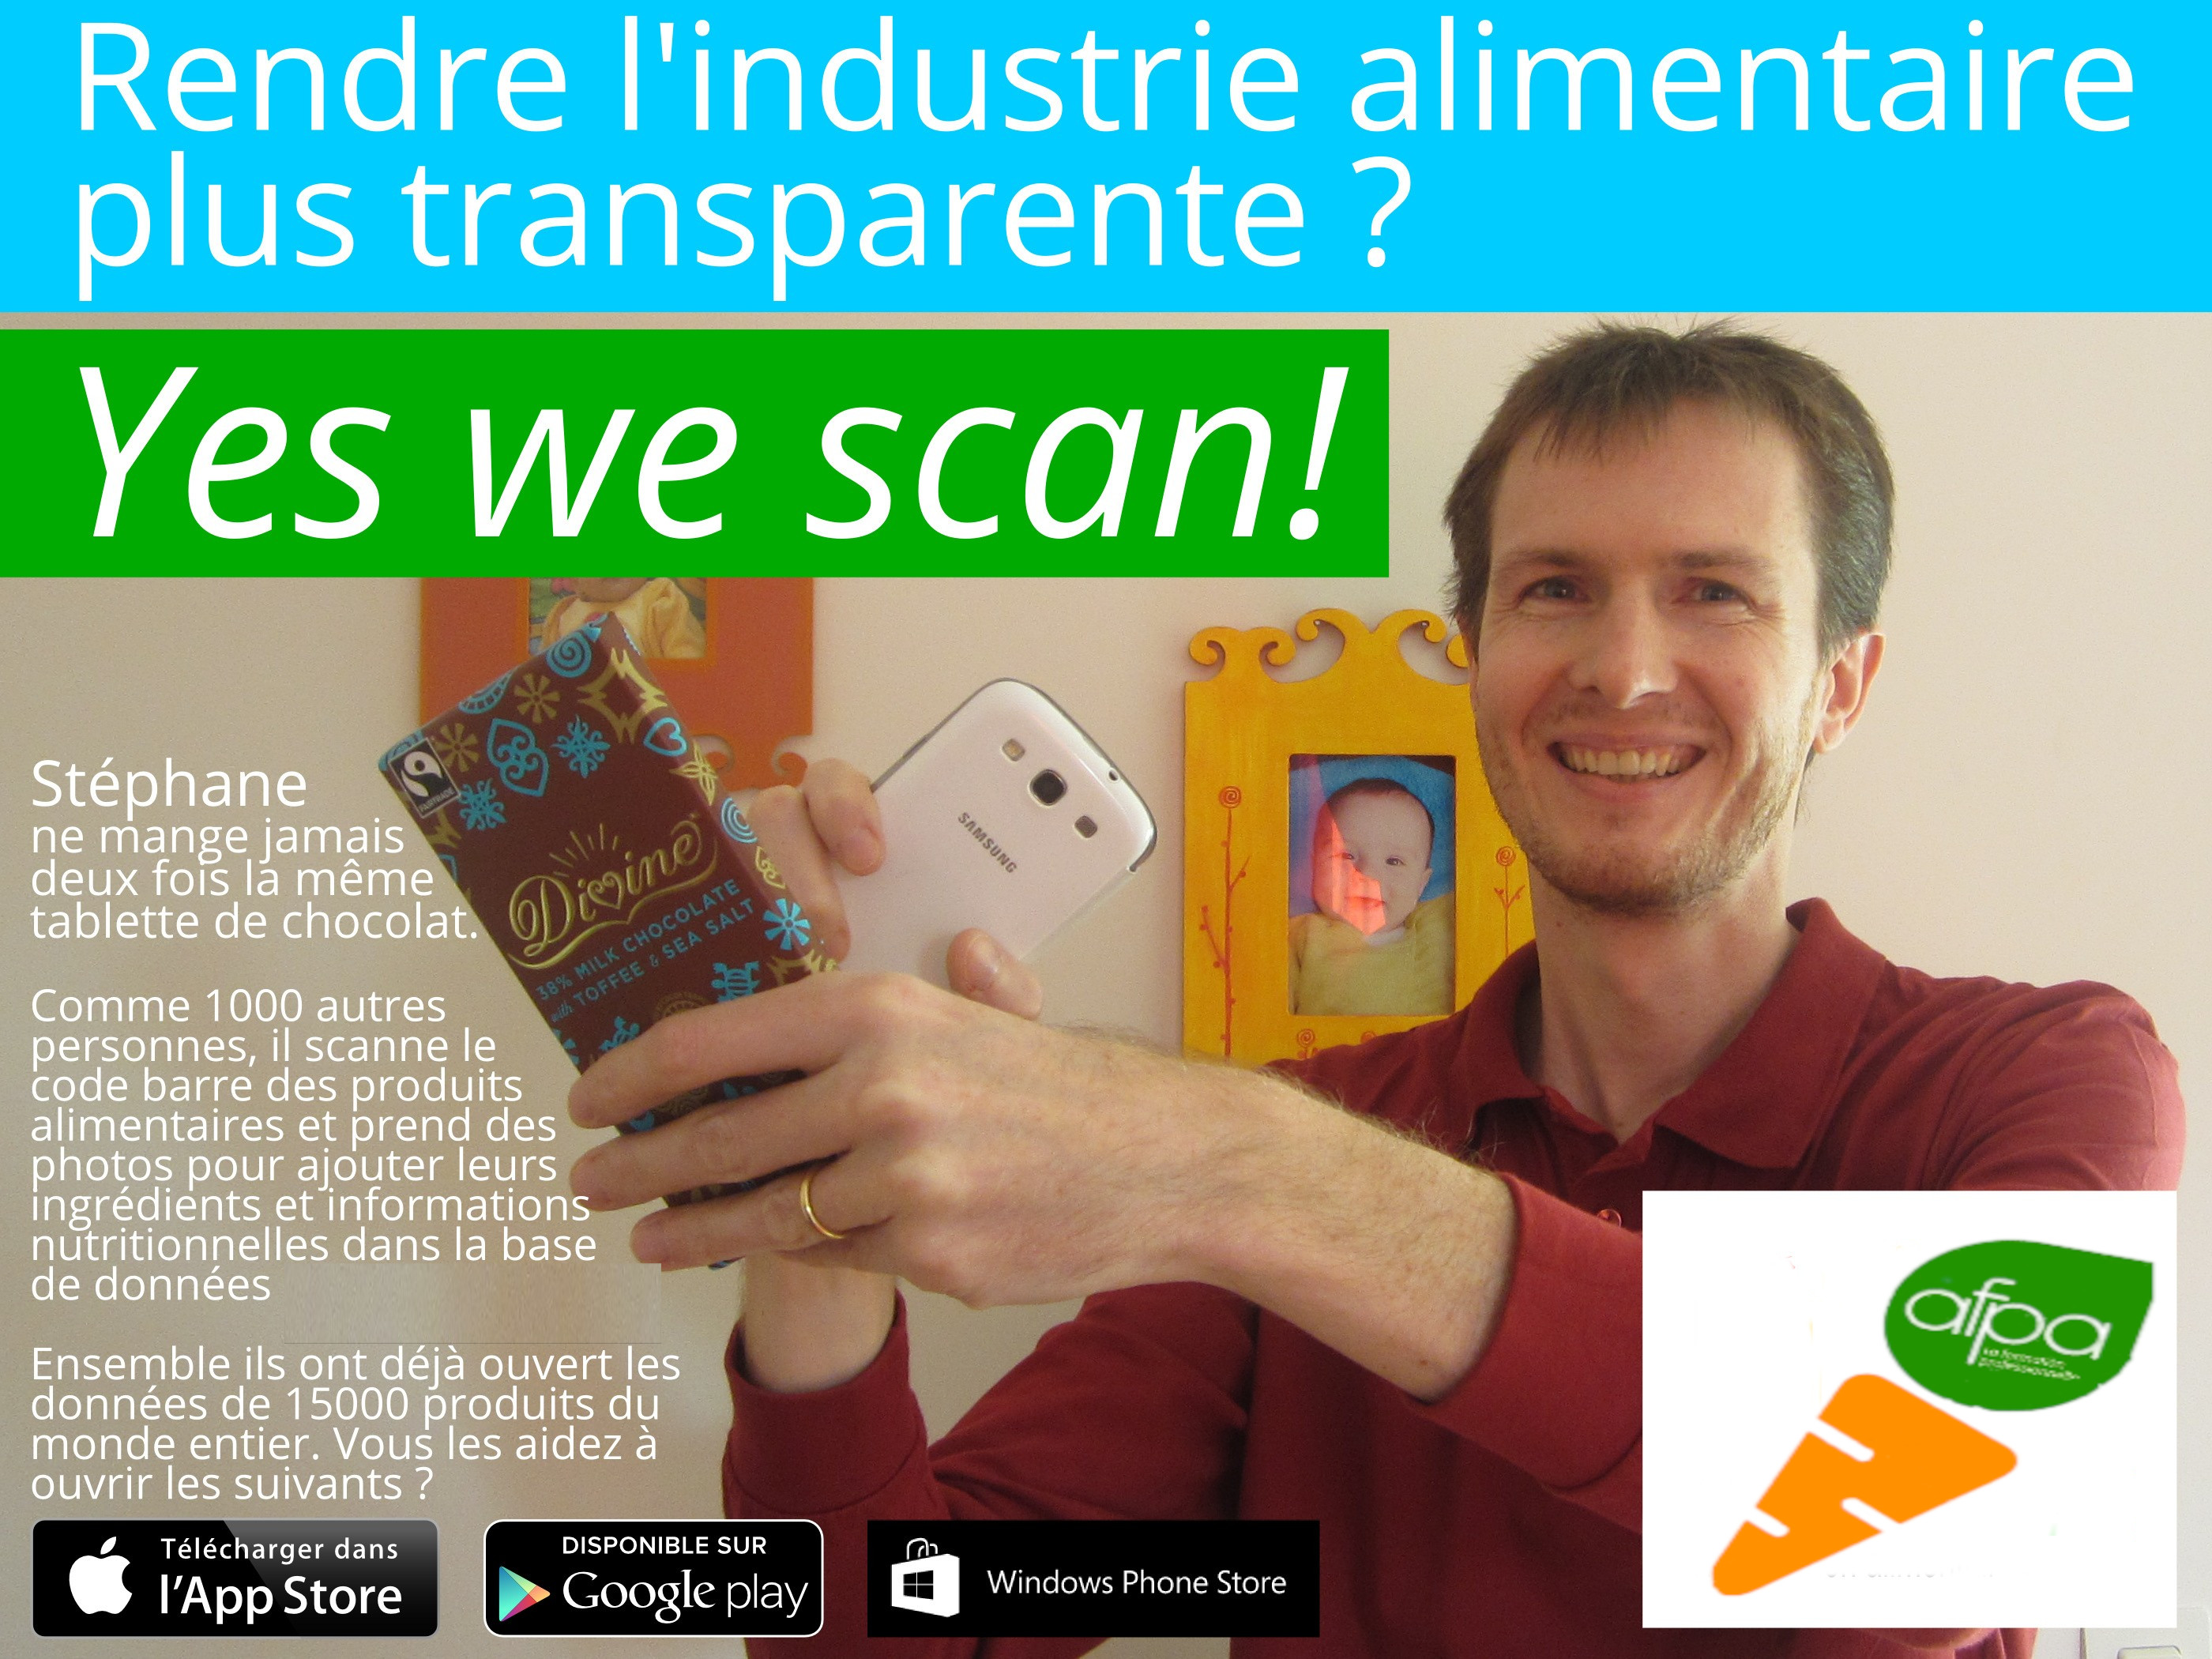 Rendre l'industrie alimentaire
plus transparente ?
Yes we scan!
Stéphane
ne mange jamais
deux fois la même
tablette de chocolat.
Comme 1000 autres
personnes, il scanne le
code barre des produits
alimentaires et prend des
photos pour ajouter leurs
ingrédients et informations
nutritionnelles dans la base
de données
Ensemble ils ont déjà ouvert les
données de 15000 produits du
monde entier. Vous les aidez à
ouvrir les suivants ?
FAIRTRADE
Divine
38% MILK CHOCOLATE
with TOFFEE & SEA SALT
SAMSUNG
afpa
La formation
professionnelle
Télécharger dans
l'App Store
DISPONIBLE SUR
Google play
Windows Phone Store